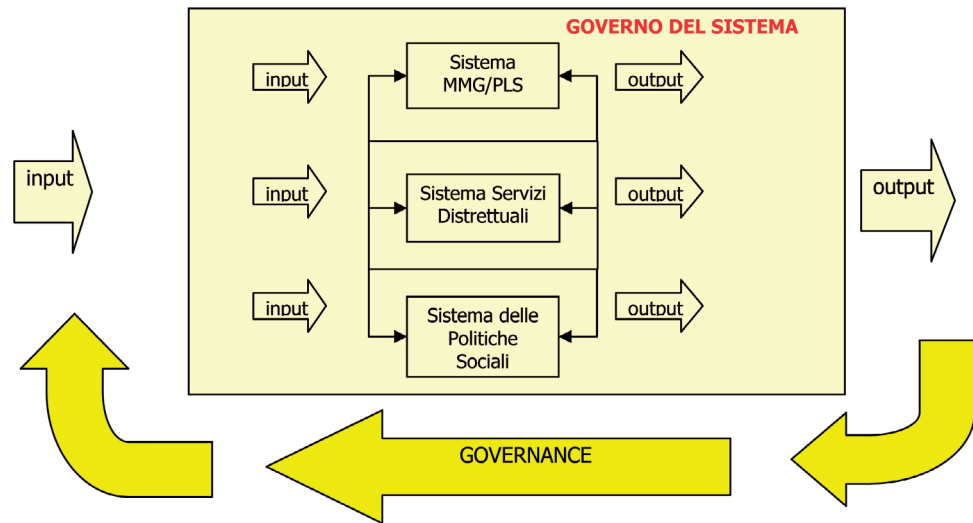 GOVERNO DEL SISTEMA
input
Sistema
MMG/PLS
output
input
input
Sistema Servizi
Distrettuali
output
output
input
Sistema delle
Politiche
Sociali
output
GOVERNANCE